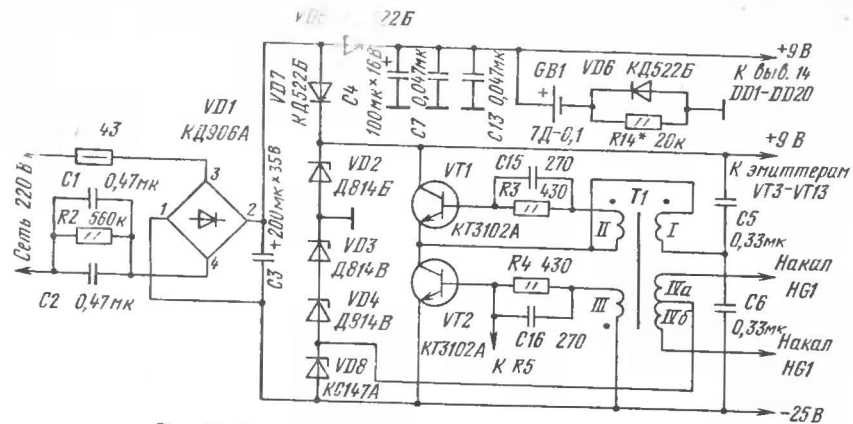 22Б
+9 В
К выв. 14
DD1-DD20
VD7
КД522Б
C4
100мк×16В
+
C7
0,047мк
C13 0,047мк
GB1
+
7Д-0,1
VD6
КД522Б
R14* 20к
+9 В
К эмиттерам
VT3-VT13
VD1
КД906А
43
Сеть 220 В
C1
0,47мк
R2 560к
C2
0,47мк
1
2
3
4
+200мк×35В
C3
VD2
Д814Б
VD3
Д814В
VD4
Д814В
VD8
КС147А
VT1
КТ3102А
VT2
КТ3102А
C15
270
R3
430
R4 430
C16
270
К R5
T1
II
I
III
IVа
IVб
C5
0,33мк
C6
0,33мк
Накал
HG1
Накал
HG1
-25 В